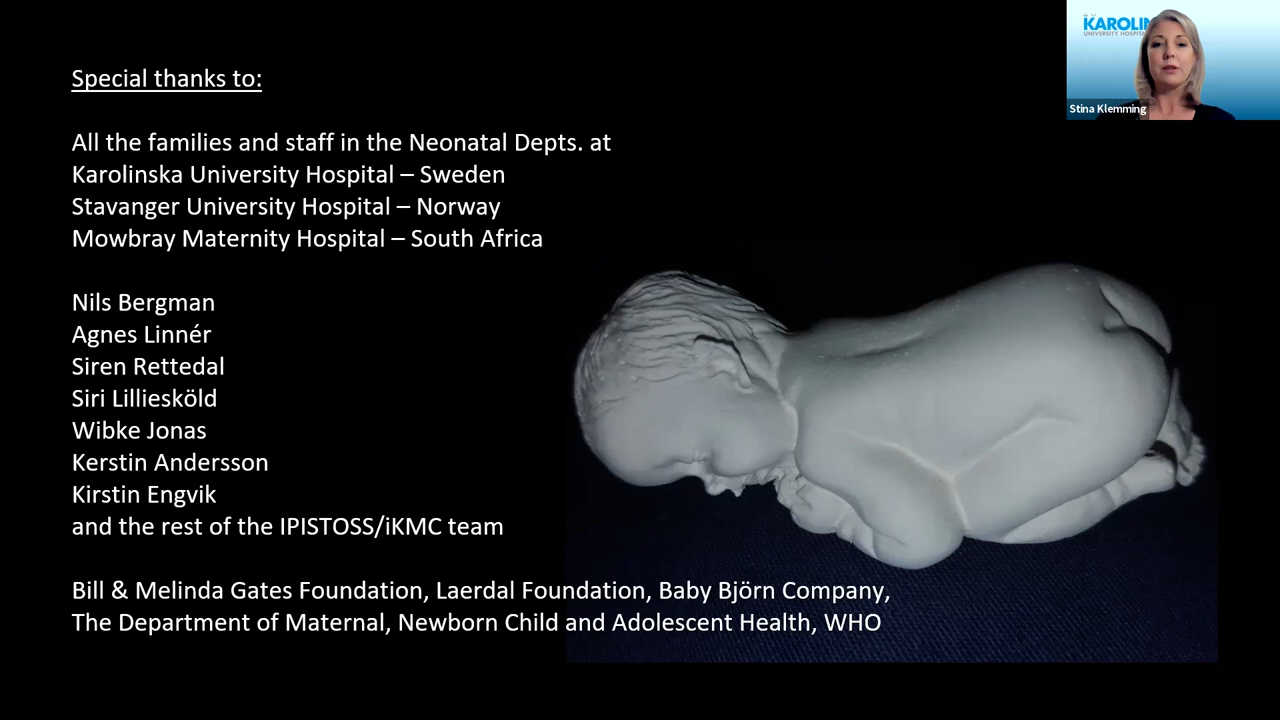 Special thanks to:
All the families and staff in the Neonatal Depts. at
Karolinska University Hospital – Sweden
Stavanger University Hospital – Norway
Mowbray Maternity Hospital – South Africa
Nils Bergman
Agnes Linnér
Siren Rettedal
Siri Lilliesköld
Wibke Jonas
Kerstin Andersson
Kirstin Engvik
and the rest of the IPISTOSS/iKMC team
Bill & Melinda Gates Foundation, Laerdal Foundation, Baby Björn Company,
The Department of Maternal, Newborn Child and Adolescent Health, WHO
KAROLIN
UNIVERSITY HOSPITA
Stina Klemming